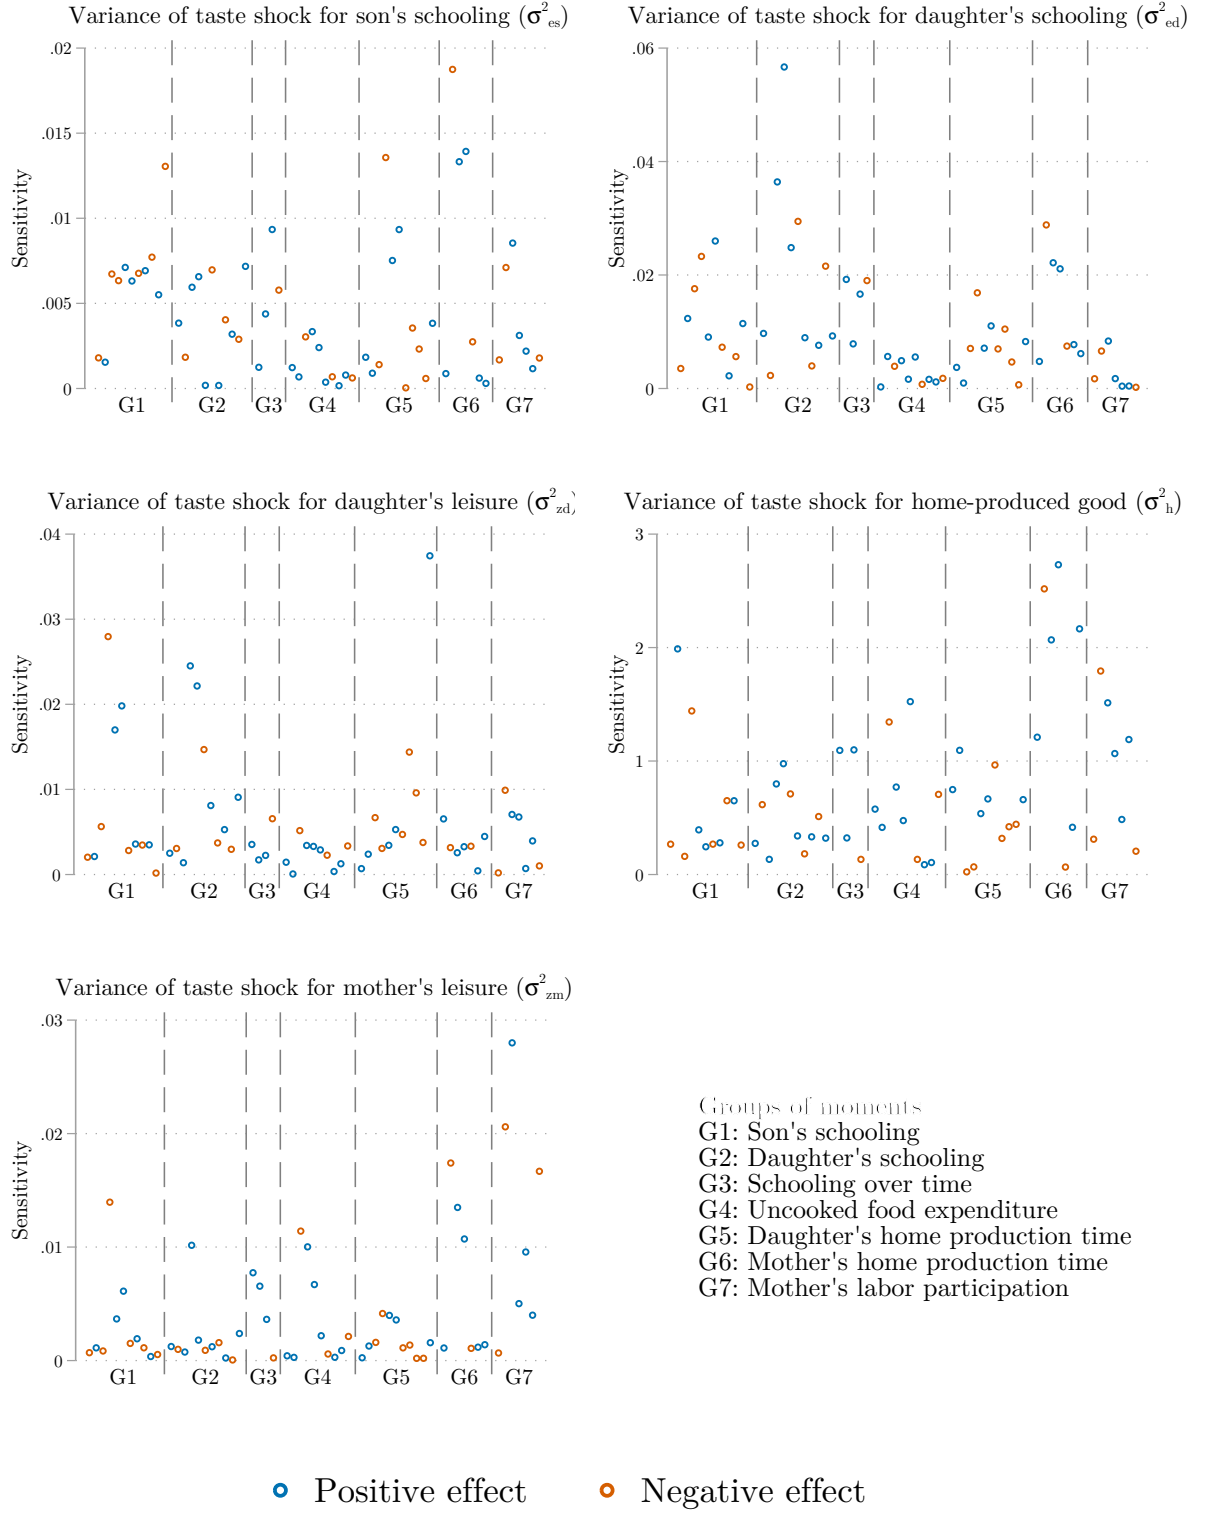 Variance of taste shock for son's schooling (σ²es)
.02
.015
.01
.005
0
Sensitivity
G1 G2 G3 G4 G5 G6 G7
Variance of taste shock for daughter's schooling (σ²ed)
.06
.04
.02
0
Sensitivity
G1 G2 G3 G4 G5 G6 G7
Variance of taste shock for daughter's leisure (σ²zd)
.04
.03
.02
.01
0
Sensitivity
G1 G2 G3 G4 G5 G6 G7
Variance of taste shock for home-produced good (σ²h)
3
2
1
0
Sensitivity
G1 G2 G3 G4 G5 G6 G7
Variance of taste shock for mother's leisure (σ²zm)
.03
.02
.01
0
Sensitivity
G1 G2 G3 G4 G5 G6 G7
Groups of moments
G1: Son's schooling
G2: Daughter's schooling
G3: Schooling over time
G4: Uncooked food expenditure
G5: Daughter's home production time
G6: Mother's home production time
G7: Mother's labor participation
Positive effect Negative effect